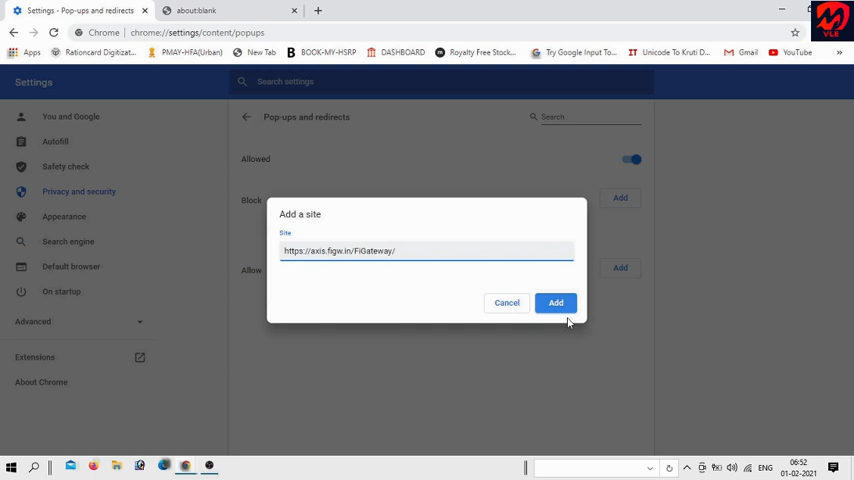 Settings - Pop-ups and redirects
about:blank
Chrome
chrome://settings/content/popups
VLE
Apps
Rationcard Digitizat...
PMAY-HFA(Urban)
New Tab
BOOK-MY-HSRP
DASHBOARD
Royalty Free Stock...
Try Google Input To...
Unicode To Kruti D...
Gmail
YouTube
Settings
Search settings
You and Google
Autofill
Safety check
Privacy and security
Appearance
Search engine
Default browser
On startup
Advanced
Extensions
About Chrome
Pop-ups and redirects
Search
Allowed
Block
Add
Allow
Add
Add a site
Site
https://axis.figw.in/FiGateway/
Cancel
Add
ENG
06:52
01-02-2021